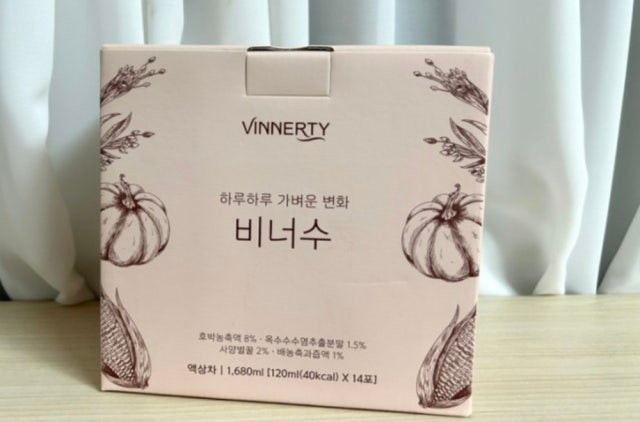 VINNERTY
하루하루 가벼운 변화
비너수
호박농축액 8% · 옥수수수염추출분말 1.5%
사양벌꿀 2% · 배농축과즙액 1%
액상차 | 1,680ml [120ml(40kcal) X 14포]